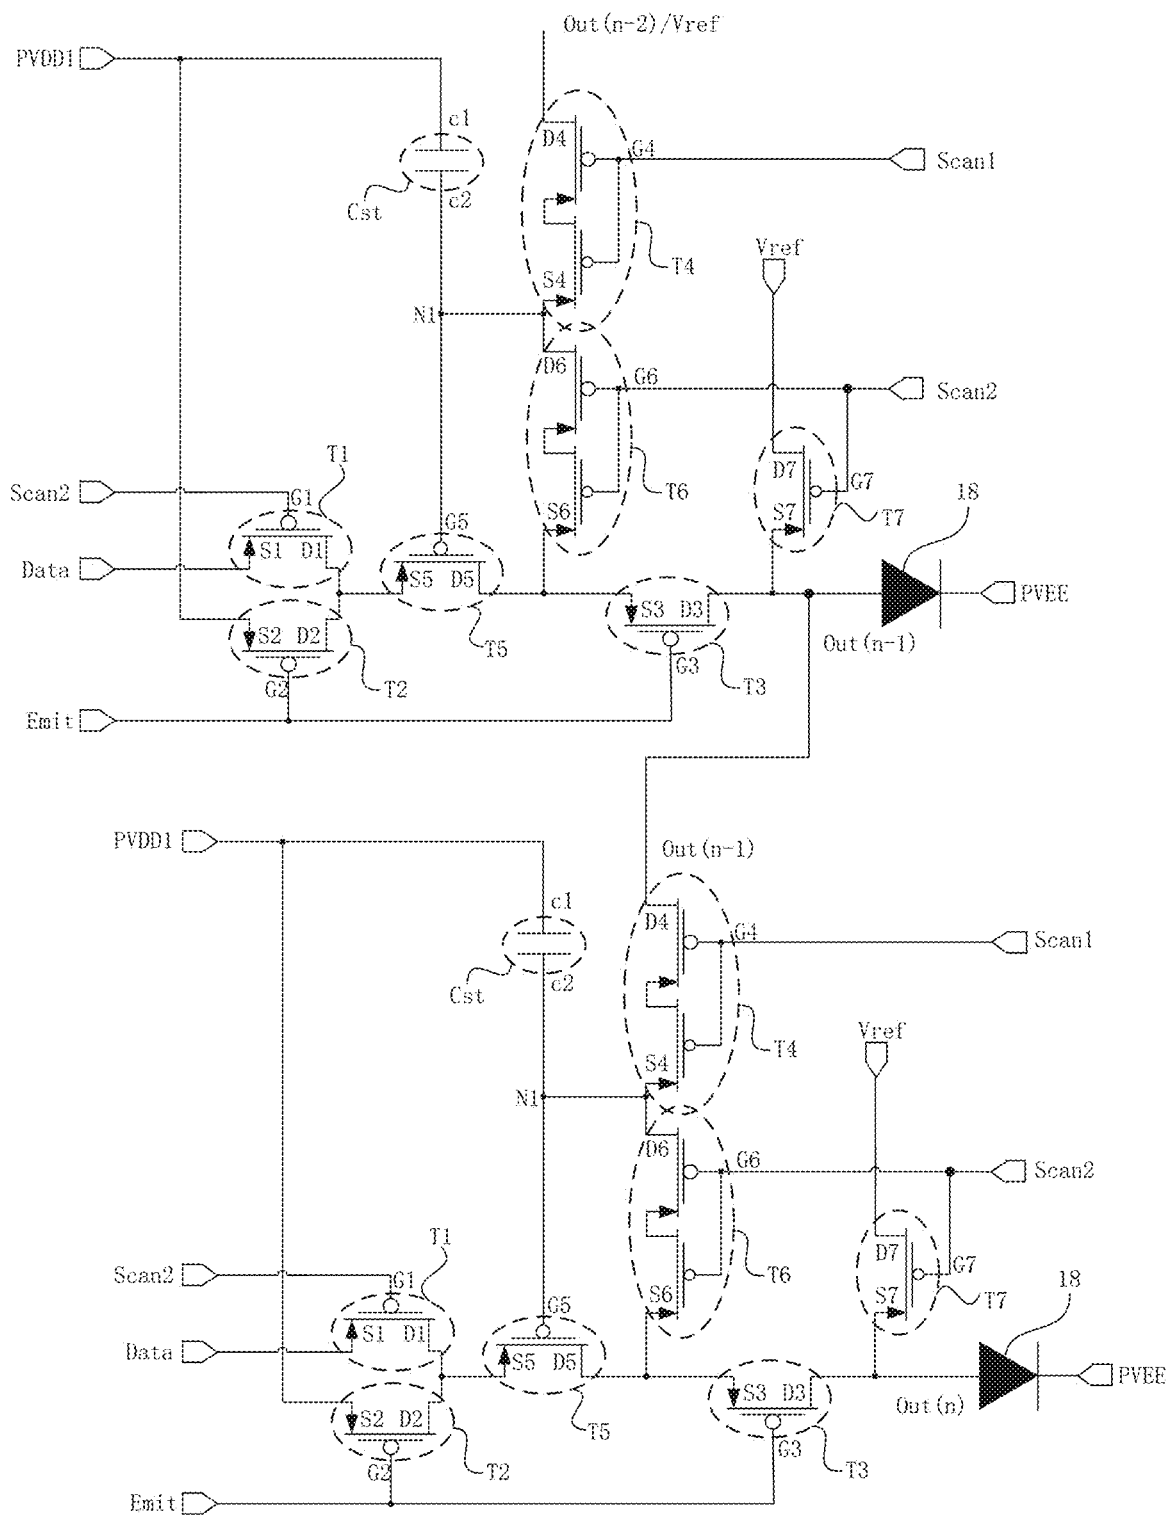 Out(n-2)/Vref
PVDD1
c1
D4
G4
Scan1
Cst
c2
Vref
T4
S4
N1
D6
G6
Scan2
T1
D7
G7
Scan2
G1
T6
S6
S7
T7
18
G5
S1 D1
Data
S5 D5
PVEE
S3 D3
S2 D2
T5
Out(n-1)
G2
T2
G3
T3
Emit
PVDD1
Out(n-1)
c1
D4
G4
Scan1
Cst
c2
Vref
T4
S4
N1
D6
G6
Scan2
T1
D7
G7
Scan2
G1
T6
S6
S7
T7
18
G5
S1 D1
Data
S5 D5
PVEE
S3 D3
Out(n)
S2 D2
T5
G2
T2
G3
T3
Emit